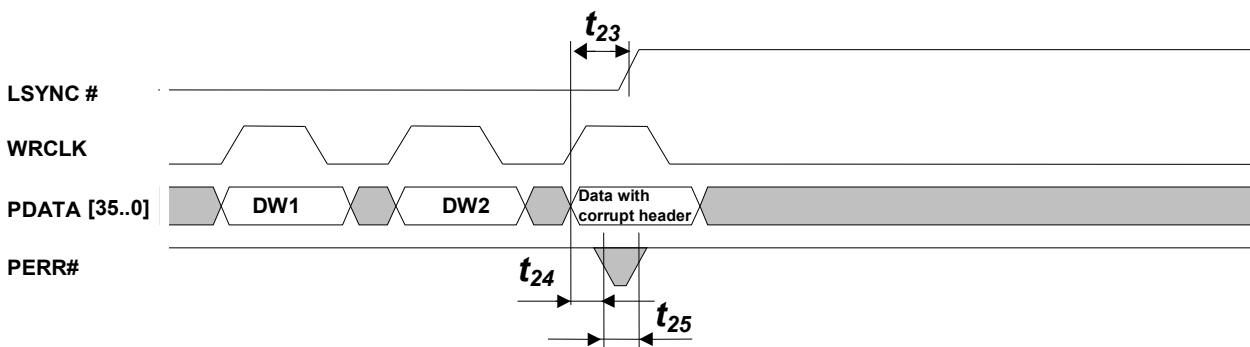 t23
LSYNC #
WRCLK
PDATA [35..0] DW1 DW2 Data with
corrupt header
PERR#
t24
t25